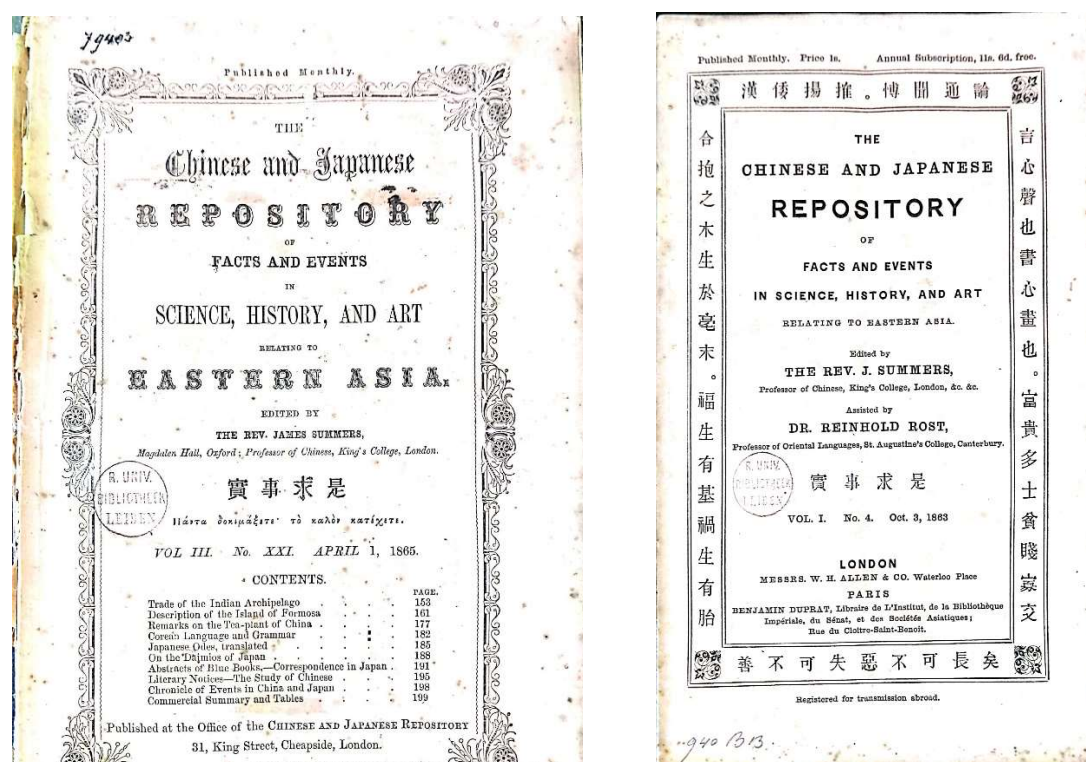 Published Monthly.
THE
Chinese and Japanese
REPOSITORY
OF
FACTS AND EVENTS
IN
SCIENCE, HISTORY, AND ART
RELATING TO
EASTERN ASIA.
EDITED BY
THE REV. JAMES SUMMERS,
Magdalen Hall, Oxford; Professor of Chinese, King's College, London.
R. UNIV.
BIBLIOTHEEK
LEIDEN
實事求是
Πάντα δοκιμάζετε· τὸ καλὸν κατέχετε.
VOL III. No. XXI. APRIL 1, 1865.
CONTENTS.
PAGE.
Trade of the Indian Archipelago . . . . 153
Description of the Island of Formosa . . . . 161
Remarks on the Tea-plant of China . . . . 177
Corean Language and Grammar . . . . 182
Japanese Odes, translated . . . . 185
On the Daimios of Japan . . . . 188
Abstracts of Blue Books,—Correspondence in Japan . 191
Literary Notices—The Study of Chinese . . . 195
Chronicle of Events in China and Japan . . . 198
Commercial Summary and Tables . . . . 199
Published at the Office of the CHINESE AND JAPANESE REPOSITORY
31, King Street, Cheapside, London.
Published Monthly. Price 1s. Annual Subscription, 11s. 6d. free.
漢倭揚推。博聞通論
言心聲也書心畫也。富貴多士貧賤寡交
合抱之木生於毫末。福生有基禍生有胎
THE
CHINESE AND JAPANESE
REPOSITORY
OF
FACTS AND EVENTS
IN SCIENCE, HISTORY, AND ART
RELATING TO EASTERN ASIA.
Edited by
THE REV. J. SUMMERS,
Professor of Chinese, King's College, London, &c. &c.
Assisted by
DR. REINHOLD ROST,
Professor of Oriental Languages, St. Augustine's College, Canterbury.
R. UNIV.
BIBLIOTHEEK
LEIDEN
實事求是
VOL. I. No. 4. Oct. 3, 1863
LONDON
MESSRS. W. H. ALLEN & CO. Waterloo Place
PARIS
BENJAMIN DUPRAT, Libraire de L'Institut, de la Bibliothèque
Impériale, du Sénat, et des Sociétés Asiatiques;
Rue du Cloître-Saint-Benoit.
善不可失惡不可長矣
Registered for transmission abroad.